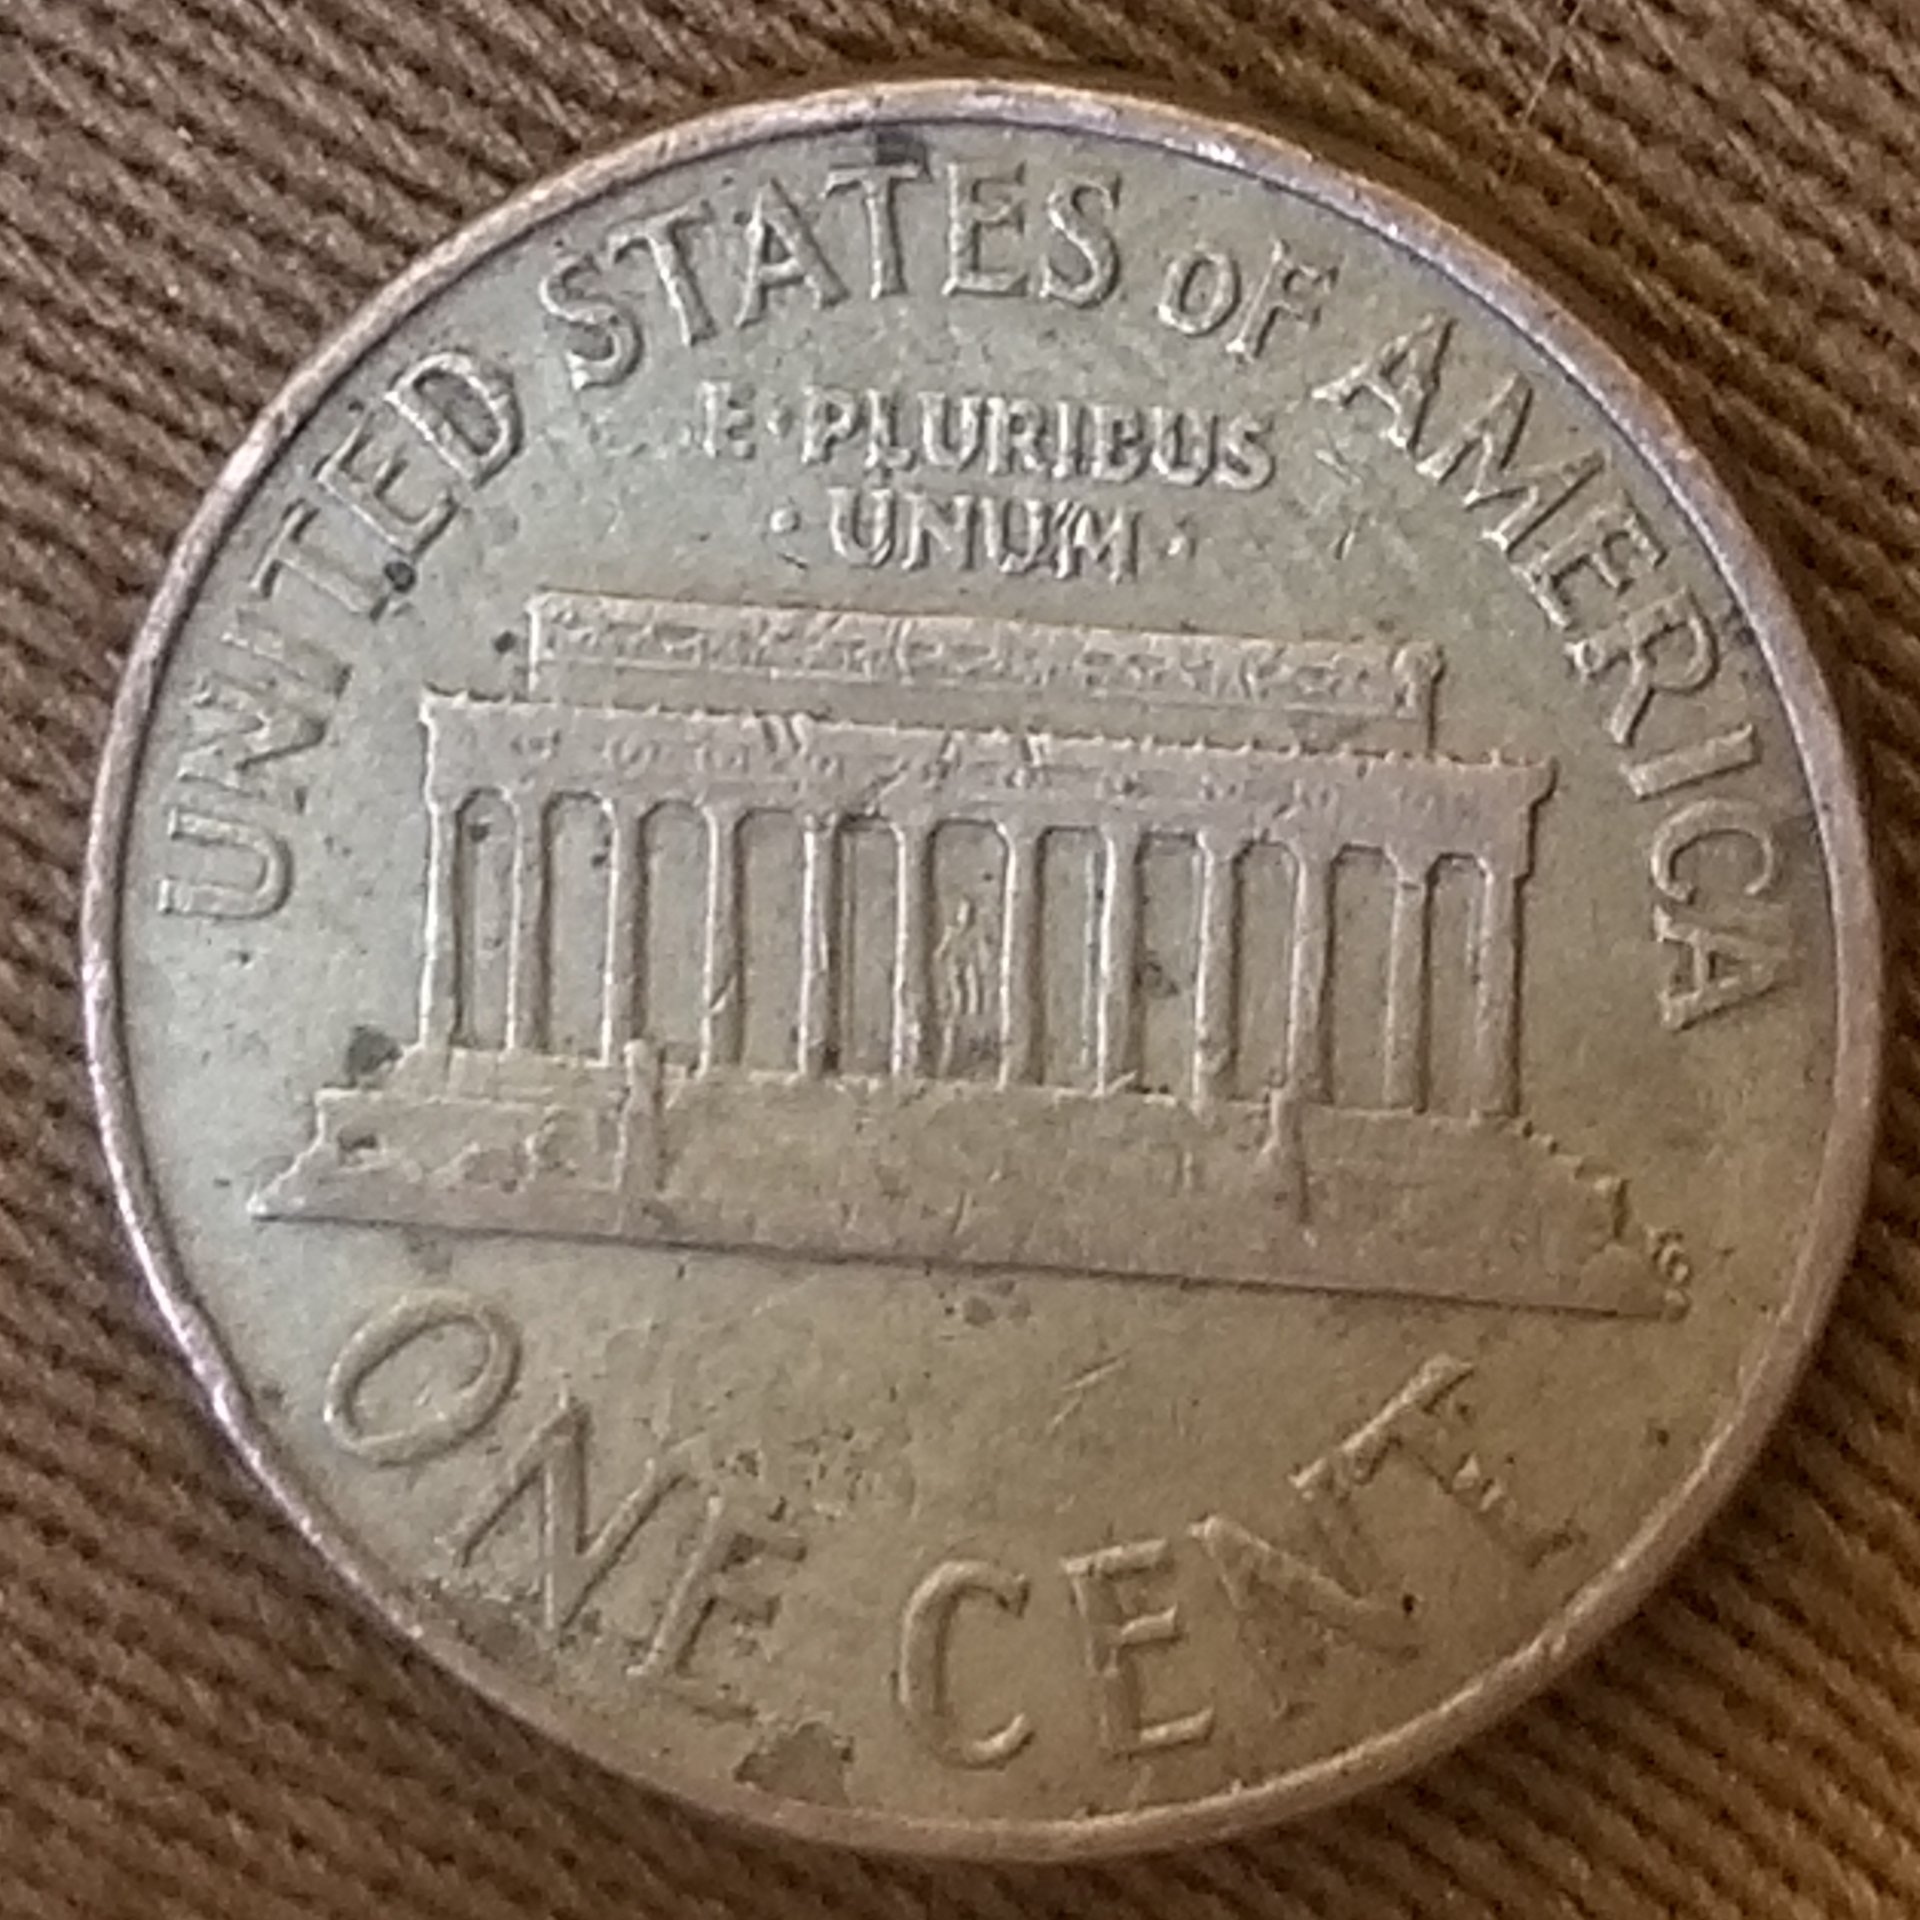 UNITED STATES OF AMERICA
E·PLURIBUS
·UNUM·
ONE CENT